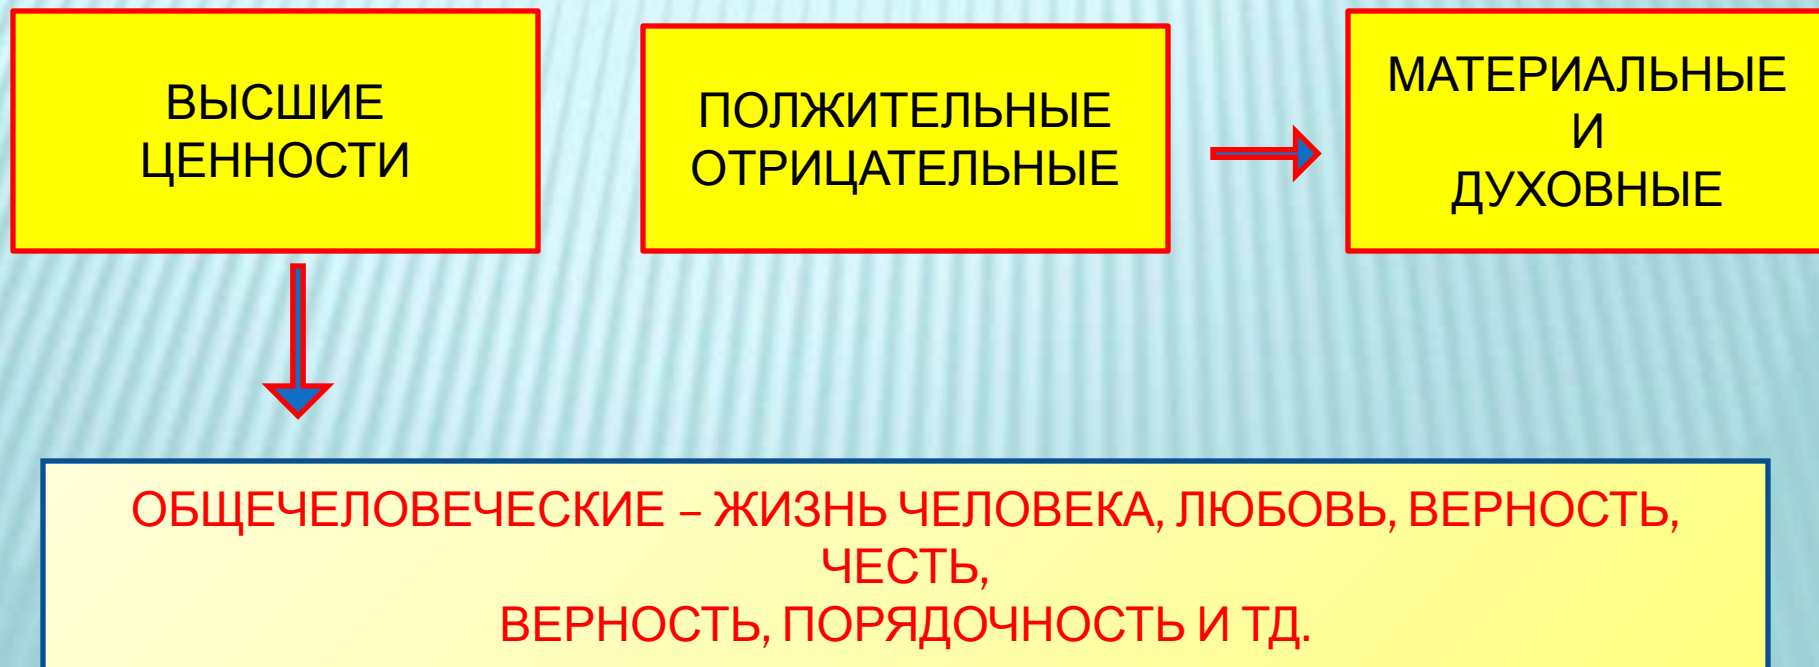 ВЫСШИЕ
ЦЕННОСТИ
ПОЛЖИТЕЛЬНЫЕ
ОТРИЦАТЕЛЬНЫЕ
МАТЕРИАЛЬНЫЕ
И
ДУХОВНЫЕ
ОБЩЕЧЕЛОВЕЧЕСКИЕ – ЖИЗНЬ ЧЕЛОВЕКА, ЛЮБОВЬ, ВЕРНОСТЬ,
ЧЕСТЬ,
ВЕРНОСТЬ, ПОРЯДОЧНОСТЬ И ТД.